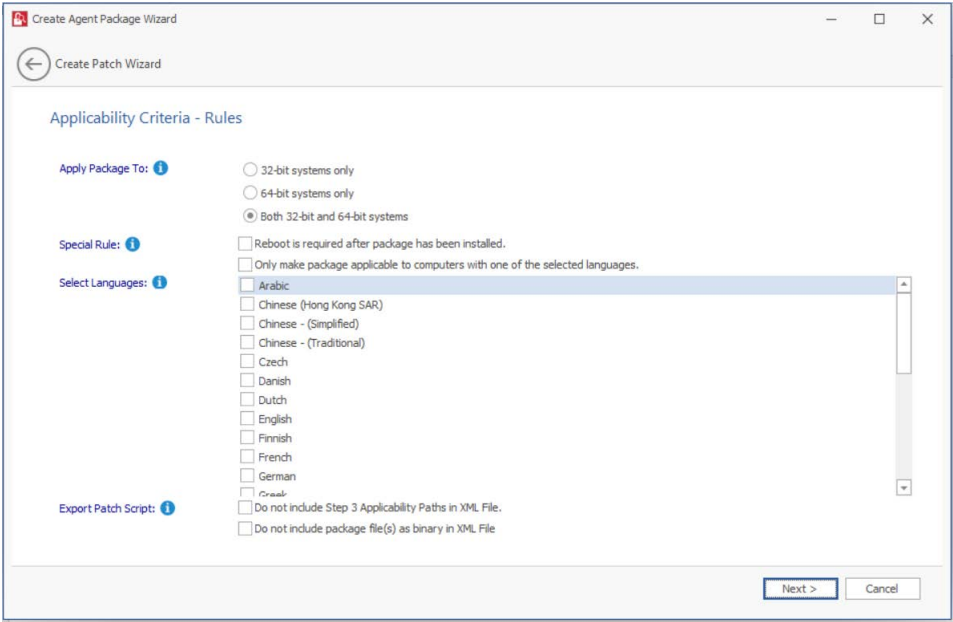 Create Agent Package Wizard
Create Patch Wizard
Applicability Criteria - Rules
Apply Package To:
32-bit systems only
64-bit systems only
Both 32-bit and 64-bit systems
Special Rule:
Reboot is required after package has been installed.
Only make package applicable to computers with one of the selected languages.
Select Languages:
Arabic
Chinese (Hong Kong SAR)
Chinese - (Simplified)
Chinese - (Traditional)
Czech
Danish
Dutch
English
Finnish
French
German
Greek
Export Patch Script:
Do not include Step 3 Applicability Paths in XML File.
Do not include package file(s) as binary in XML File
Next >
Cancel